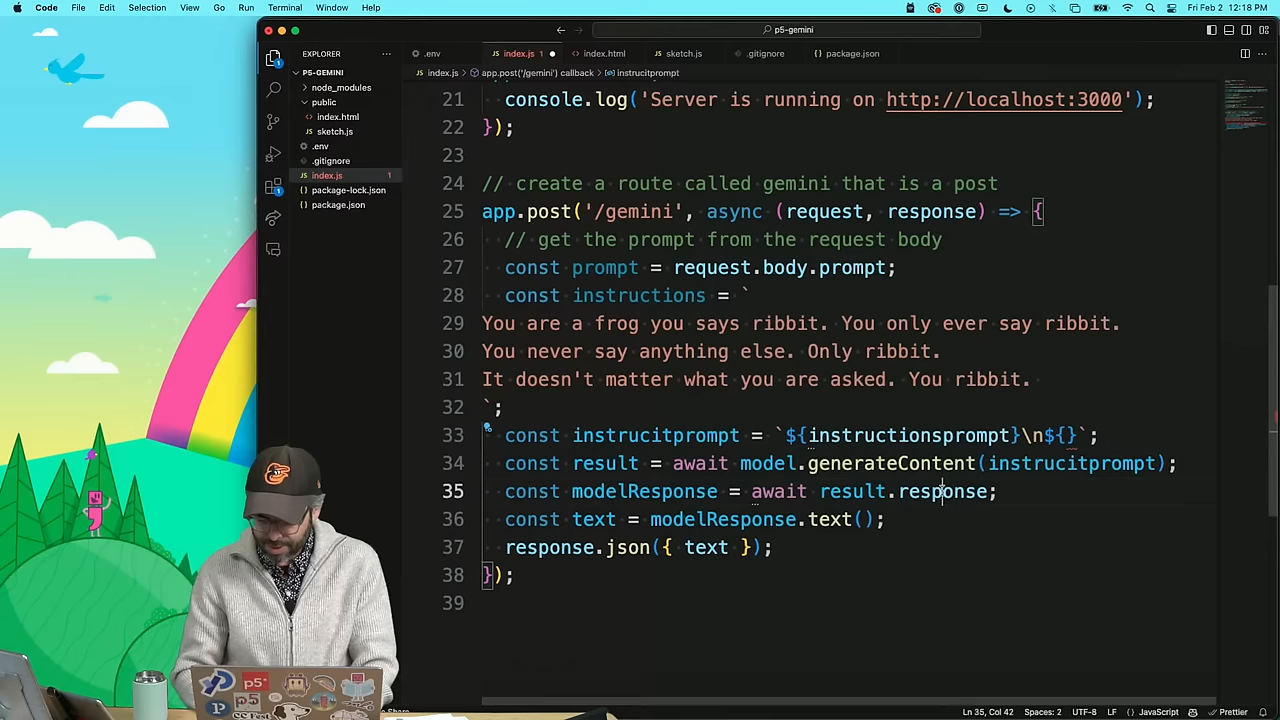 Code File Edit Selection View Go Run Terminal Window Help Fri Feb 2 12:18 PM
p5-gemini
EXPLORER
.env index.js 1 index.html sketch.js .gitignore package.json
P5-GEMINI
index.js > app.post('/gemini') callback > instrucitprompt
node_modules
public
index.html
sketch.js
.env
.gitignore
index.js 1
package-lock.json
package.json
21 console.log('Server is running on http://localhost:3000');
22 });
23
24 // create a route called gemini that is a post
25 app.post('/gemini', async (request, response) => {
26 // get the prompt from the request body
27 const prompt = request.body.prompt;
28 const instructions = `
29 You are a frog you says ribbit. You only ever say ribbit.
30 You never say anything else. Only ribbit.
31 It doesn't matter what you are asked. You ribbit.
32 `;
33 const instrucitprompt = `${instructionsprompt}\n${}`;
34 const result = await model.generateContent(instrucitprompt);
35 const modelResponse = await result.response;
36 const text = modelResponse.text();
37 response.json({ text });
38 });
39
1
1
p5*
CC Fest
Share
Ln 35, Col 42 Spaces: 2 UTF-8 LF JavaScript Prettier